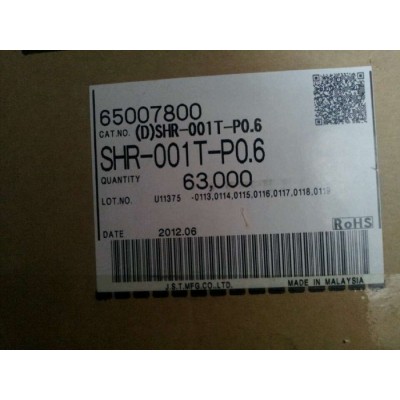 65007800
CAT.NO. (D)SHR-001T-P0.6
SHR-001T-P0.6
QUANTITY 63,000
LOT.NO. U11375 -0113,0114,0115,0116,0117,0118,0119
RoHS
DATE 2012.06
J.S.T.MFG.CO.,LTD. MADE IN MALAYSIA